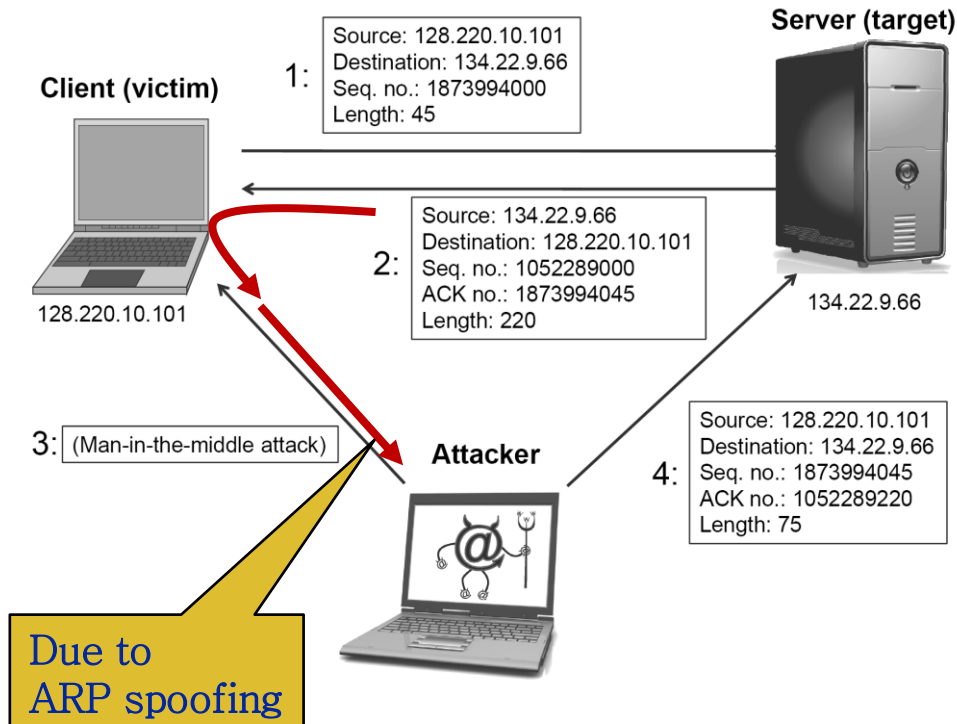 Server (target)
Client (victim)
1:
Source: 128.220.10.101
Destination: 134.22.9.66
Seq. no.: 1873994000
Length: 45
2:
Source: 134.22.9.66
Destination: 128.220.10.101
Seq. no.: 1052289000
ACK no.: 1873994045
Length: 220
128.220.10.101
134.22.9.66
3: (Man-in-the-middle attack)
Attacker
@
4:
Source: 128.220.10.101
Destination: 134.22.9.66
Seq. no.: 1873994045
ACK no.: 1052289220
Length: 75
Due to
ARP spoofing